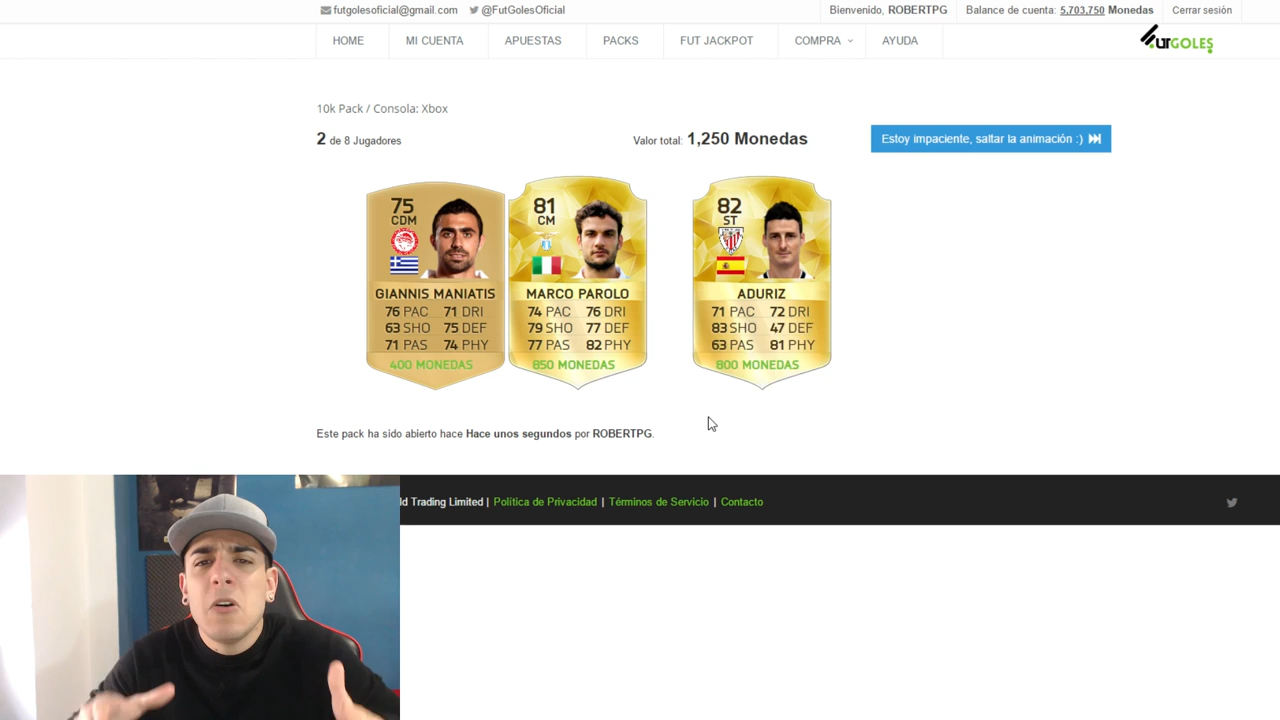 futgolesoficial@gmail.com @FutGolesOficial Bienvenido, ROBERTPG Balance de cuenta: 5,703,750 Monedas Cerrar sesión
HOME MI CUENTA APUESTAS PACKS FUT JACKPOT COMPRA AYUDA FUTGOLES
10k Pack / Consola: Xbox
2 de 8 Jugadores Valor total: 1,250 Monedas Estoy impaciente, saltar la animación :)
75
CDM
GIANNIS MANIATIS
76 PAC 71 DRI
63 SHO 75 DEF
71 PAS 74 PHY
400 MONEDAS
81
CM
MARCO PAROLO
74 PAC 76 DRI
79 SHO 77 DEF
77 PAS 82 PHY
850 MONEDAS
82
ST
ADURIZ
71 PAC 72 DRI
83 SHO 47 DEF
63 PAS 81 PHY
800 MONEDAS
Este pack ha sido abierto hace Hace unos segundos por ROBERTPG.
ld Trading Limited | Política de Privacidad | Términos de Servicio | Contacto